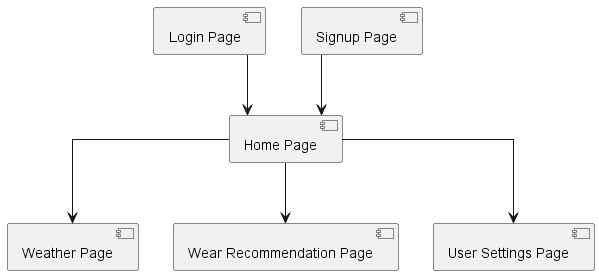 Login Page
Signup Page
Home Page
Weather Page
Wear Recommendation Page
User Settings Page